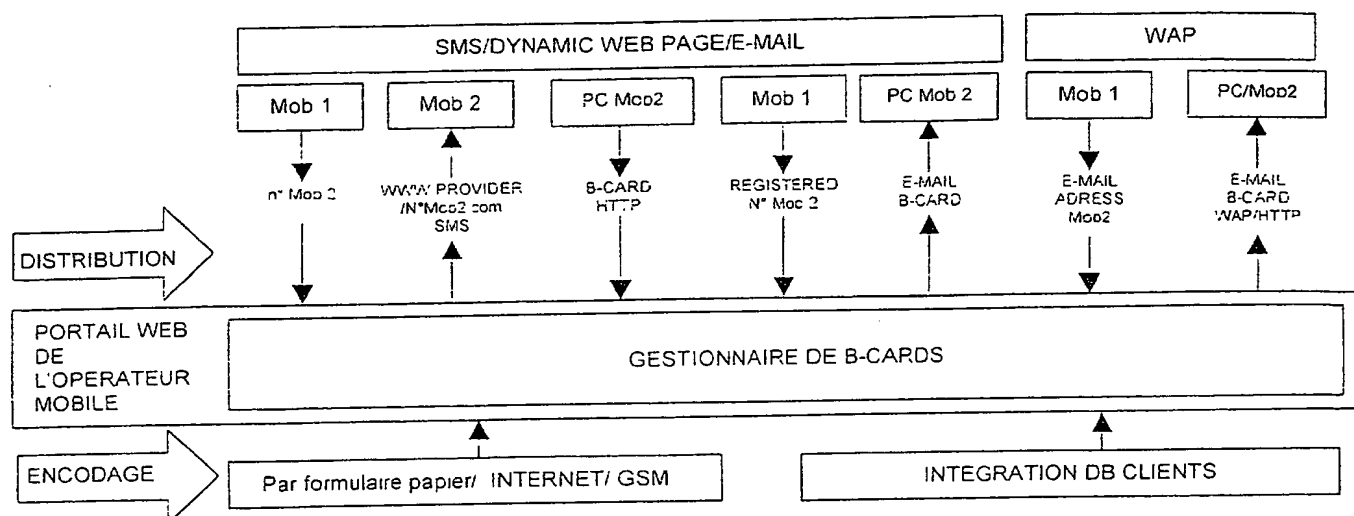 SMS/DYNAMIC WEB PAGE/E-MAIL
WAP
Mob 1
Mob 2
PC Mob2
Mob 1
PC Mob 2
Mob 1
PC/Mob2
n° Mob 2
WWW PROVIDER
/N°Mob2 com
SMS
B-CARD
HTTP
REGISTERED
N° Mob 2
E-MAIL
B-CARD
E-MAIL
ADRESS
Mob2
E-MAIL
B-CARD
WAP/HTTP
DISTRIBUTION
PORTAIL WEB
DE
L'OPERATEUR
MOBILE
GESTIONNAIRE DE B-CARDS
ENCODAGE
Par formulaire papier/ INTERNET/ GSM
INTEGRATION DB CLIENTS